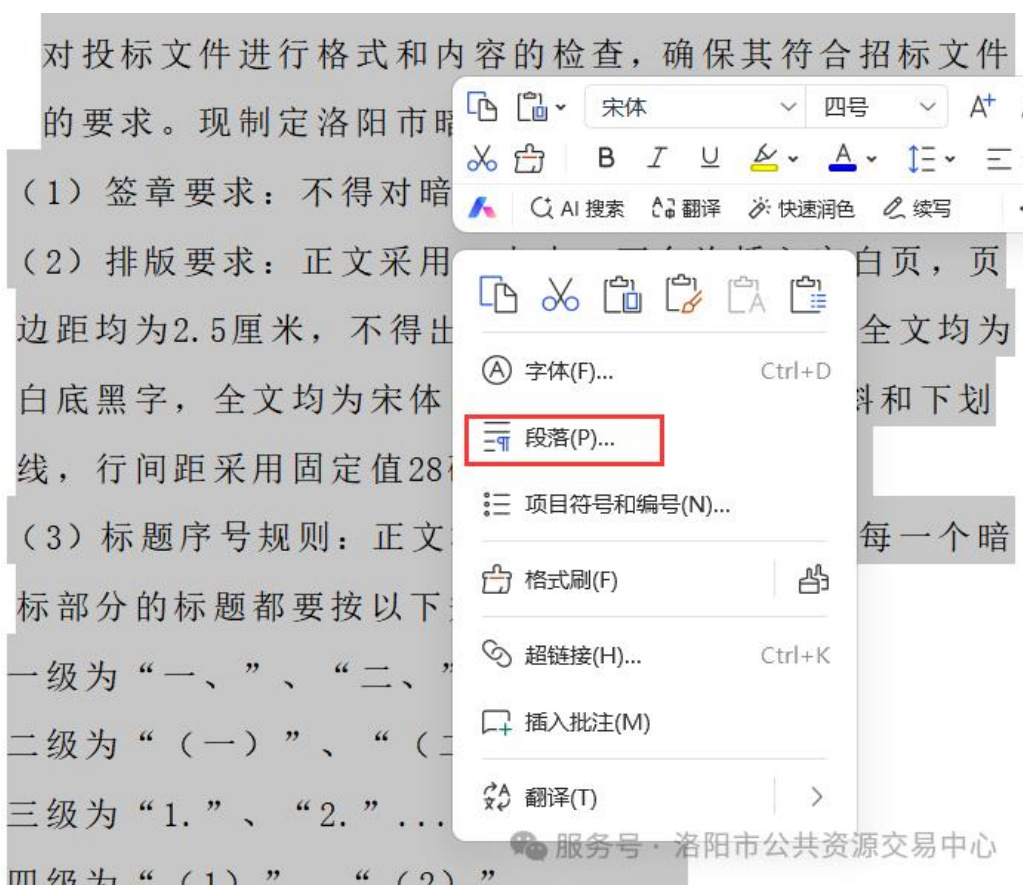 对投标文件进行格式和内容的检查，确保其符合招标文件
的要求。现制定洛阳市暗
宋体 四号 A+
B I U A
AI 搜索 翻译 快速润色 续写
（1）签章要求：不得对暗
（2）排版要求：正文采用
白页，页
边距均为2.5厘米，不得出
全文均为
白底黑字，全文均为宋体
斜和下划
线，行间距采用固定值28
（3）标题序号规则：正文
每一个暗
标部分的标题都要按以下
一级为“一、”、“二、”
二级为“（一）”、“（二
三级为“1.”、“2.”...
四级为“（1）”、“（2）”
字体(F)... Ctrl+D
段落(P)...
项目符号和编号(N)...
格式刷(F)
超链接(H)... Ctrl+K
插入批注(M)
翻译(T)
服务号 · 洛阳市公共资源交易中心